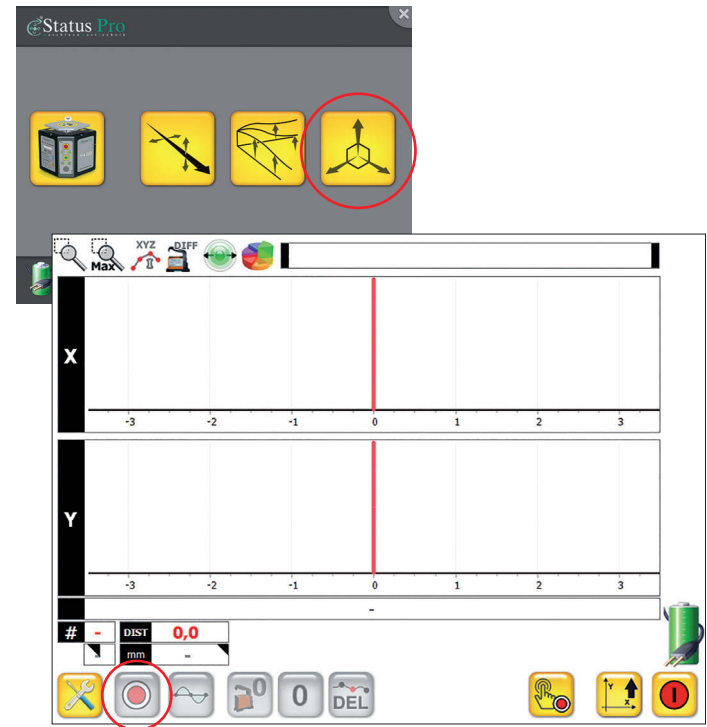 Status Pro
XYZ DIFF
Max
X
-3 -2 -1 0 1 2 3
Y
-3 -2 -1 0 1 2 3
-
# - DIST 0,0
- mm -
0 0 DEL Y X